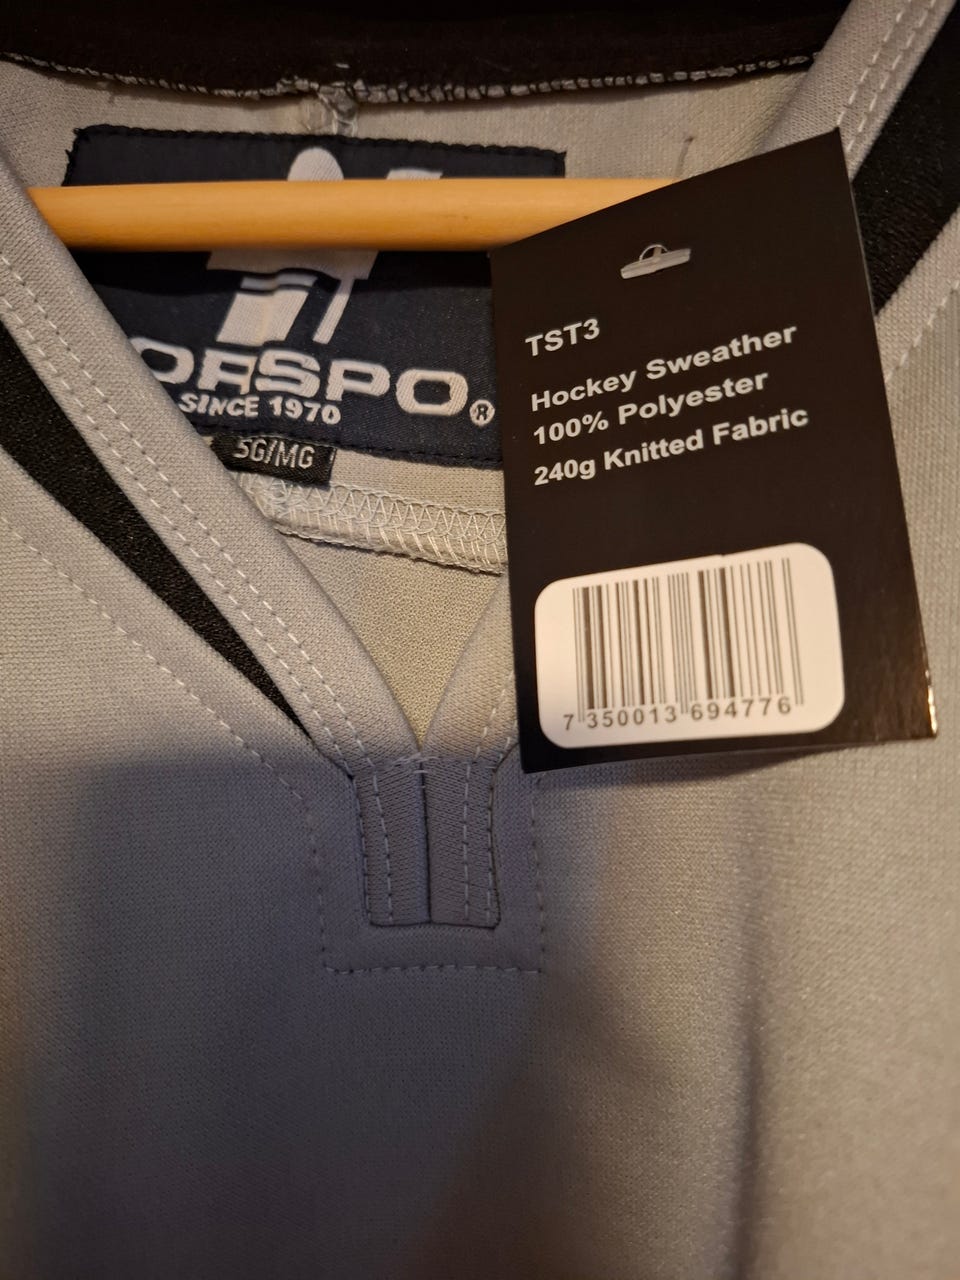 ORSPO®
SINCE 1970
SG/MG
TST3
Hockey Sweather
100% Polyester
240g Knitted Fabric
7 350013 694776